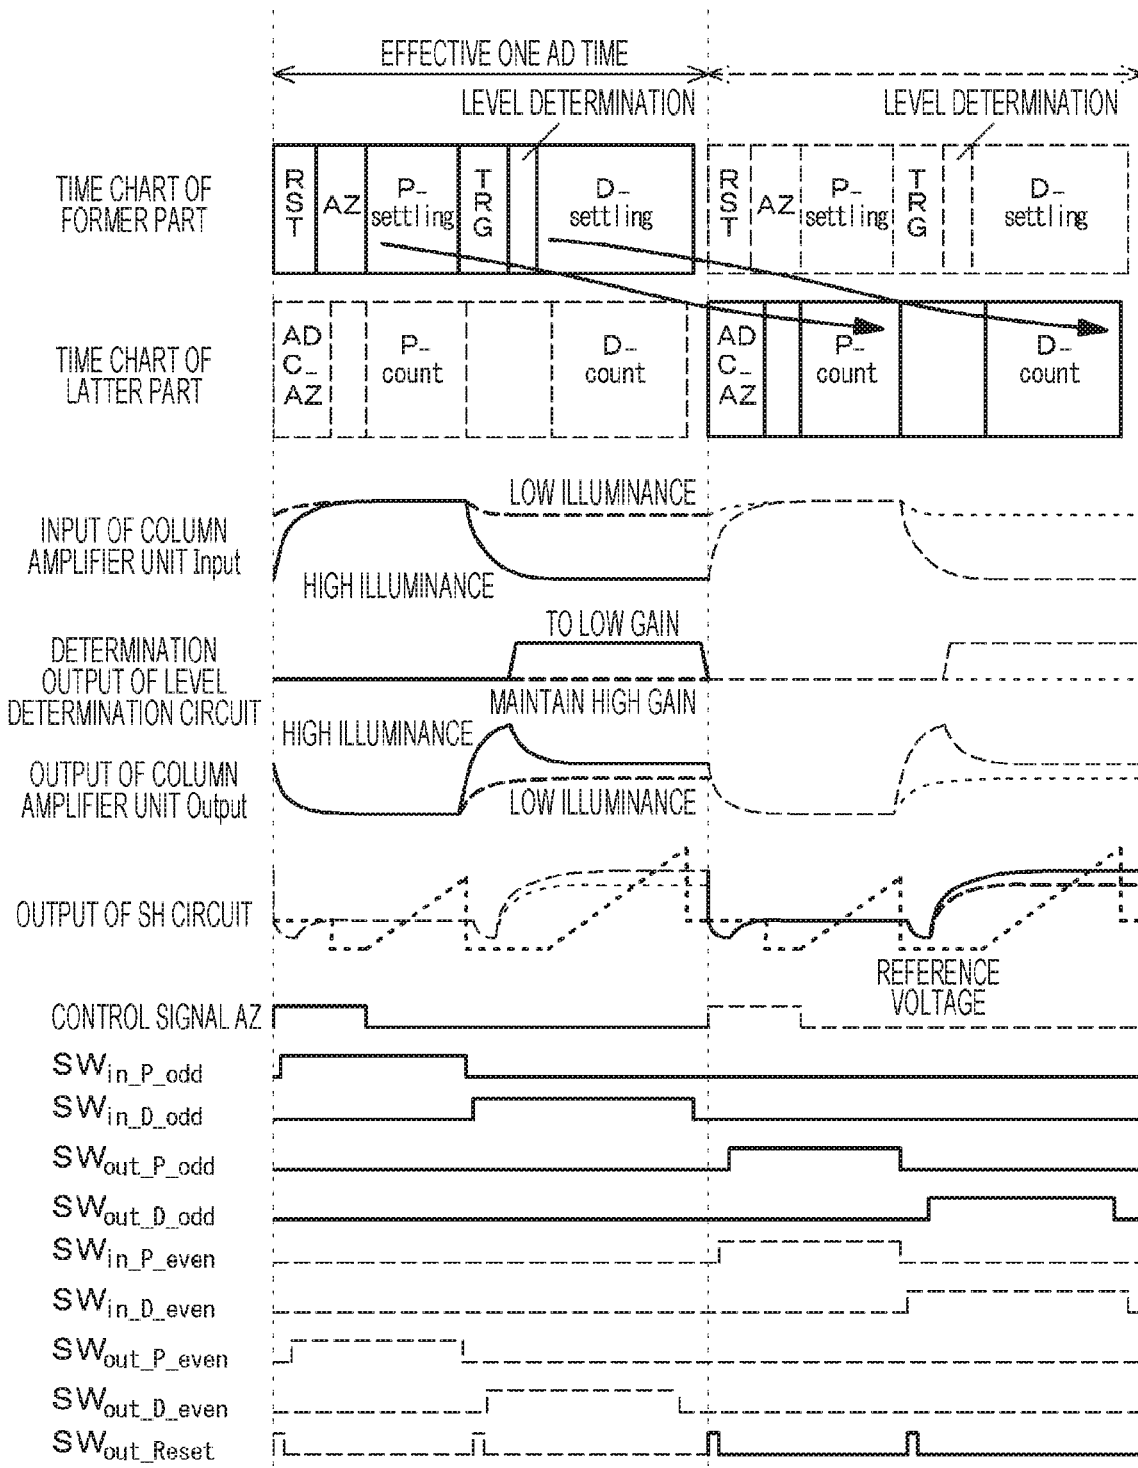 EFFECTIVE ONE AD TIME
LEVEL DETERMINATION
LEVEL DETERMINATION
TIME CHART OF
FORMER PART
RST
AZ
P-
settling
TRG
D-
settling
RST
AZ
P-
settling
TRG
D-
settling
TIME CHART OF
LATTER PART
AD
C_
AZ
P-
count
D-
count
AD
C_
AZ
P-
count
D-
count
INPUT OF COLUMN
AMPLIFIER UNIT Input
LOW ILLUMINANCE
HIGH ILLUMINANCE
DETERMINATION
OUTPUT OF LEVEL
DETERMINATION CIRCUIT
TO LOW GAIN
MAINTAIN HIGH GAIN
HIGH ILLUMINANCE
OUTPUT OF COLUMN
AMPLIFIER UNIT Output
LOW ILLUMINANCE
OUTPUT OF SH CIRCUIT
REFERENCE
VOLTAGE
CONTROL SIGNAL AZ
SWin_P_odd
SWin_D_odd
SWout_P_odd
SWout_D_odd
SWin_P_even
SWin_D_even
SWout_P_even
SWout_D_even
SWout_Reset